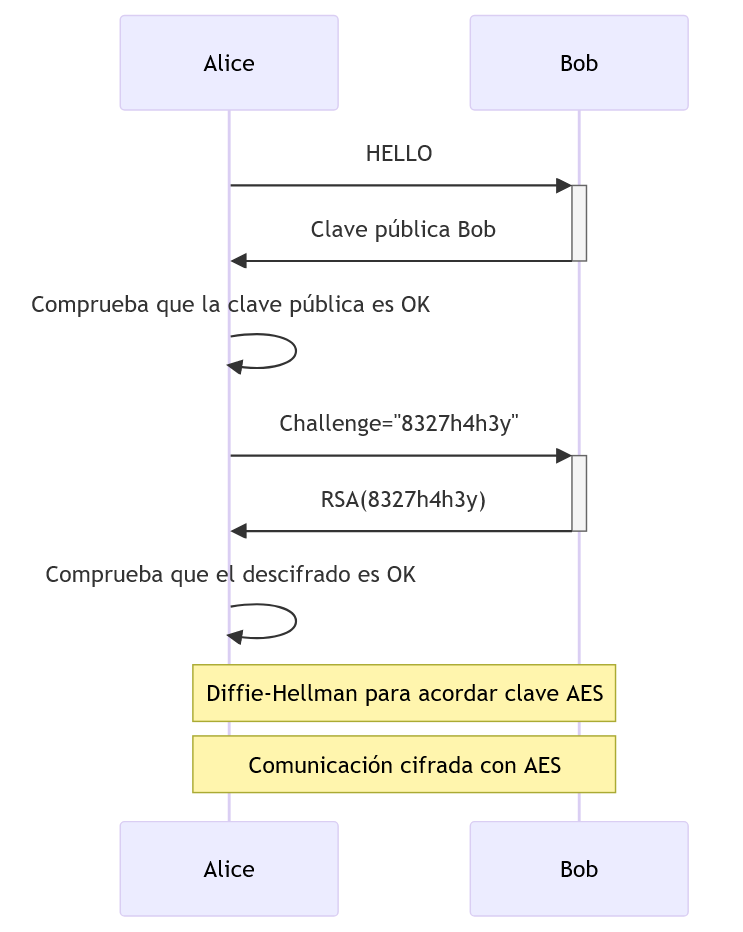 Alice
Bob
HELLO
Clave pública Bob
Comprueba que la clave pública es OK
Challenge="8327h4h3y"
RSA(8327h4h3y)
Comprueba que el descifrado es OK
Diffie-Hellman para acordar clave AES
Comunicación cifrada con AES
Alice
Bob